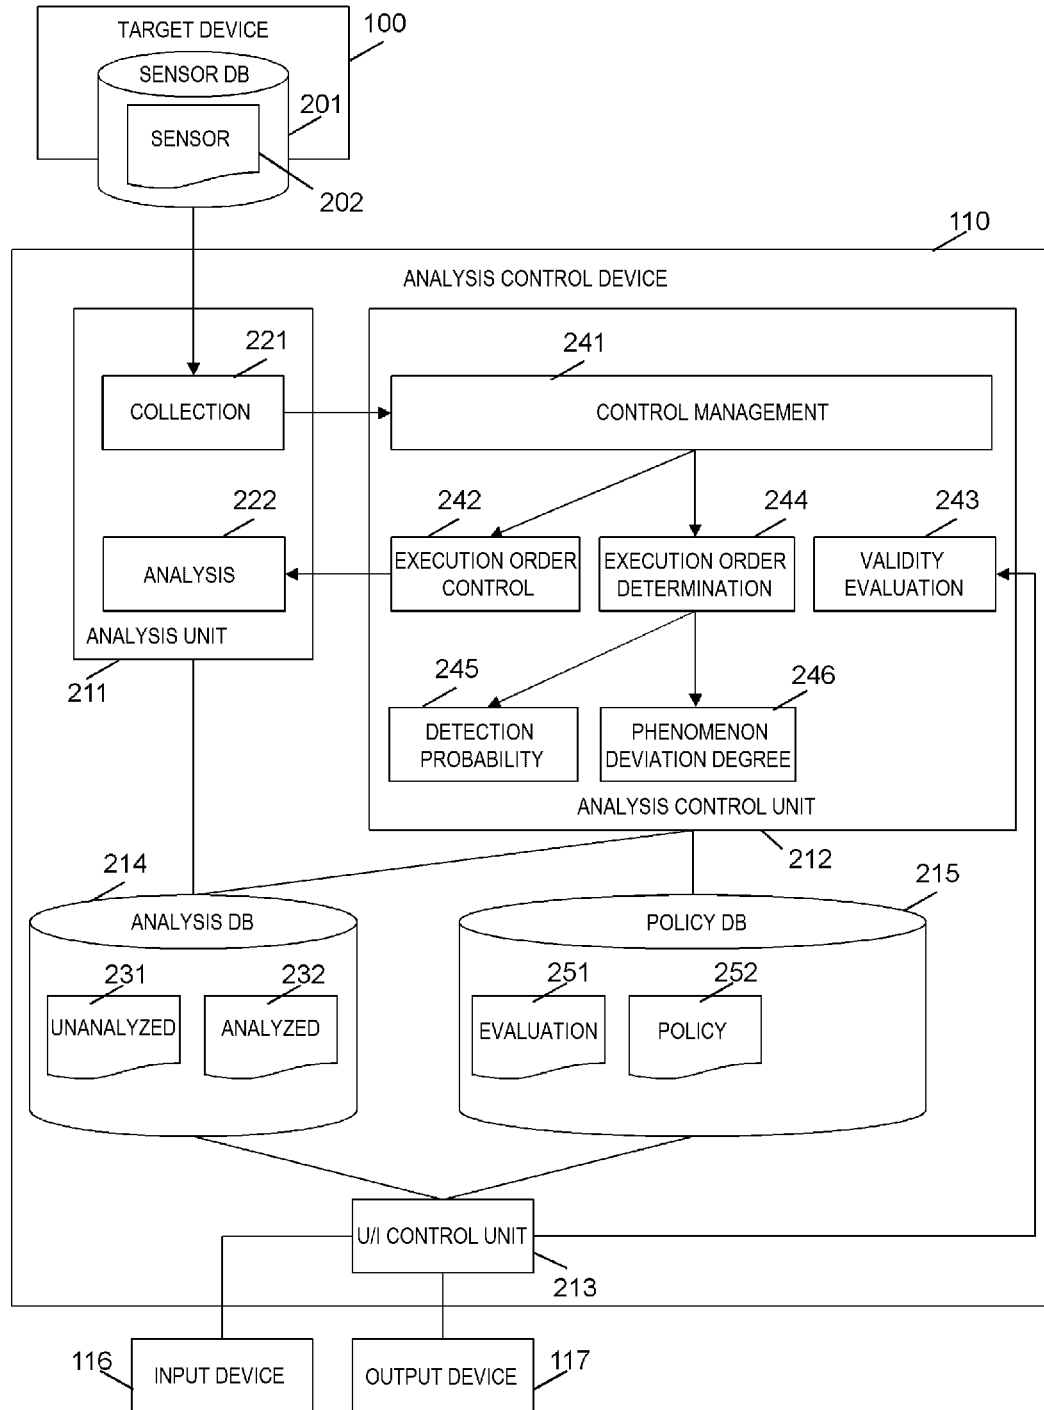 TARGET DEVICE
100
SENSOR DB
201
SENSOR
202
110
ANALYSIS CONTROL DEVICE
221
COLLECTION
241
CONTROL MANAGEMENT
222
ANALYSIS
242
EXECUTION ORDER
CONTROL
244
EXECUTION ORDER
DETERMINATION
243
VALIDITY
EVALUATION
ANALYSIS UNIT
211
245
DETECTION
PROBABILITY
246
PHENOMENON
DEVIATION DEGREE
ANALYSIS CONTROL UNIT
212
214
ANALYSIS DB
215
POLICY DB
231
UNANALYZED
232
ANALYZED
251
EVALUATION
252
POLICY
U/I CONTROL UNIT
213
116
INPUT DEVICE
OUTPUT DEVICE
117